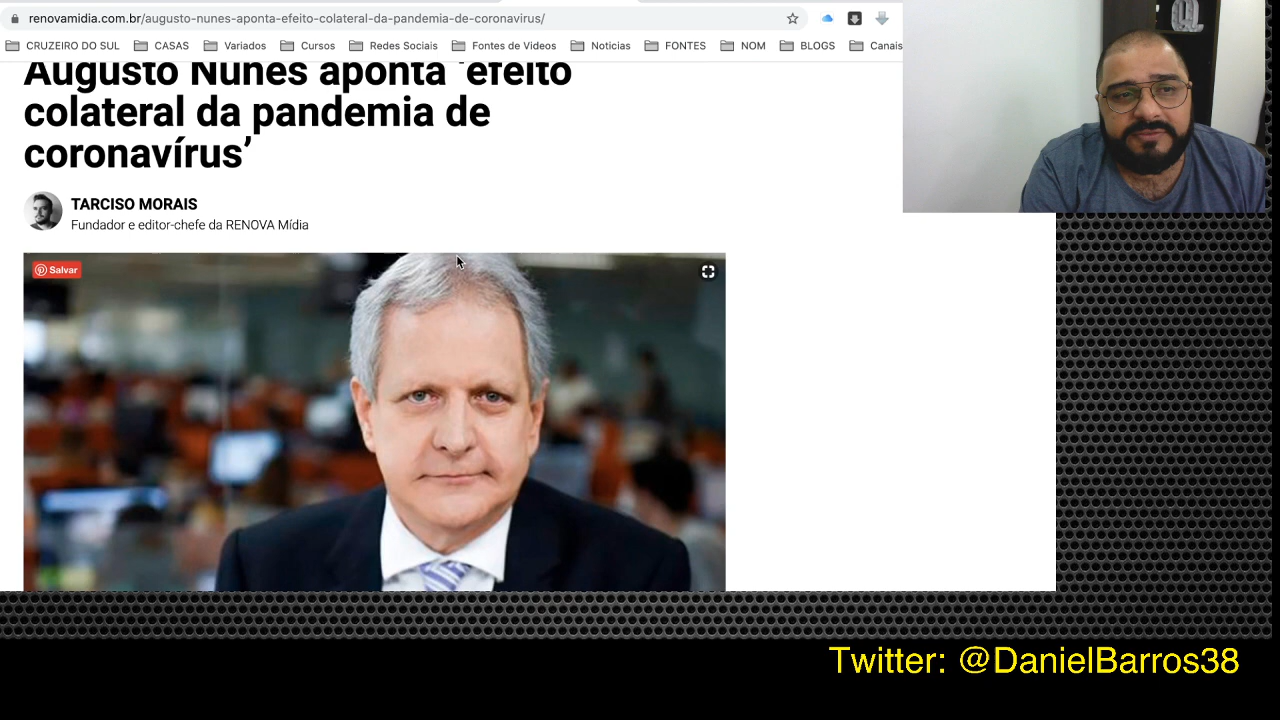 renovamidia.com.br/augusto-nunes-aponta-efeito-colateral-da-pandemia-de-coronavirus/
CRUZEIRO DO SUL CASAS Variados Cursos Redes Sociais Fontes de Videos Noticias FONTES NOM BLOGS Canais
Augusto Nunes aponta ‘efeito
colateral da pandemia de
coronavírus’
TARCISO MORAIS
Fundador e editor-chefe da RENOVA Mídia
Salvar
Twitter: @DanielBarros38